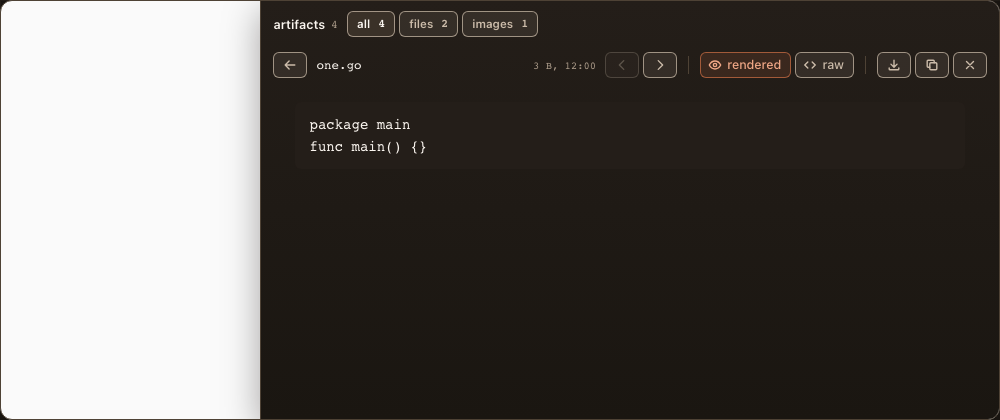 artifacts 4 all 4 files 2 images 1
one.go 3 B, 12:00 rendered raw
package main
func main() {}